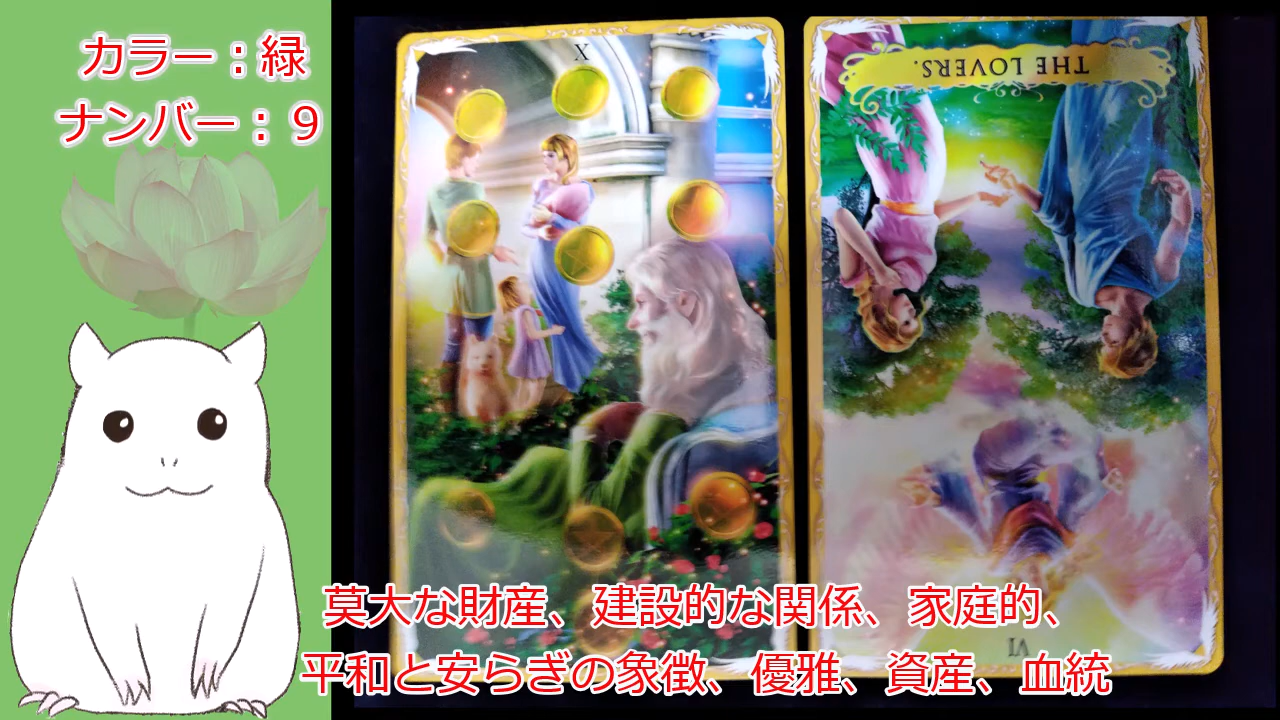 カラー：緑
ナンバー：９
X
THE LOVERS.
VI
莫大な財産、建設的な関係、家庭的、
平和と安らぎの象徴、優雅、資産、血統